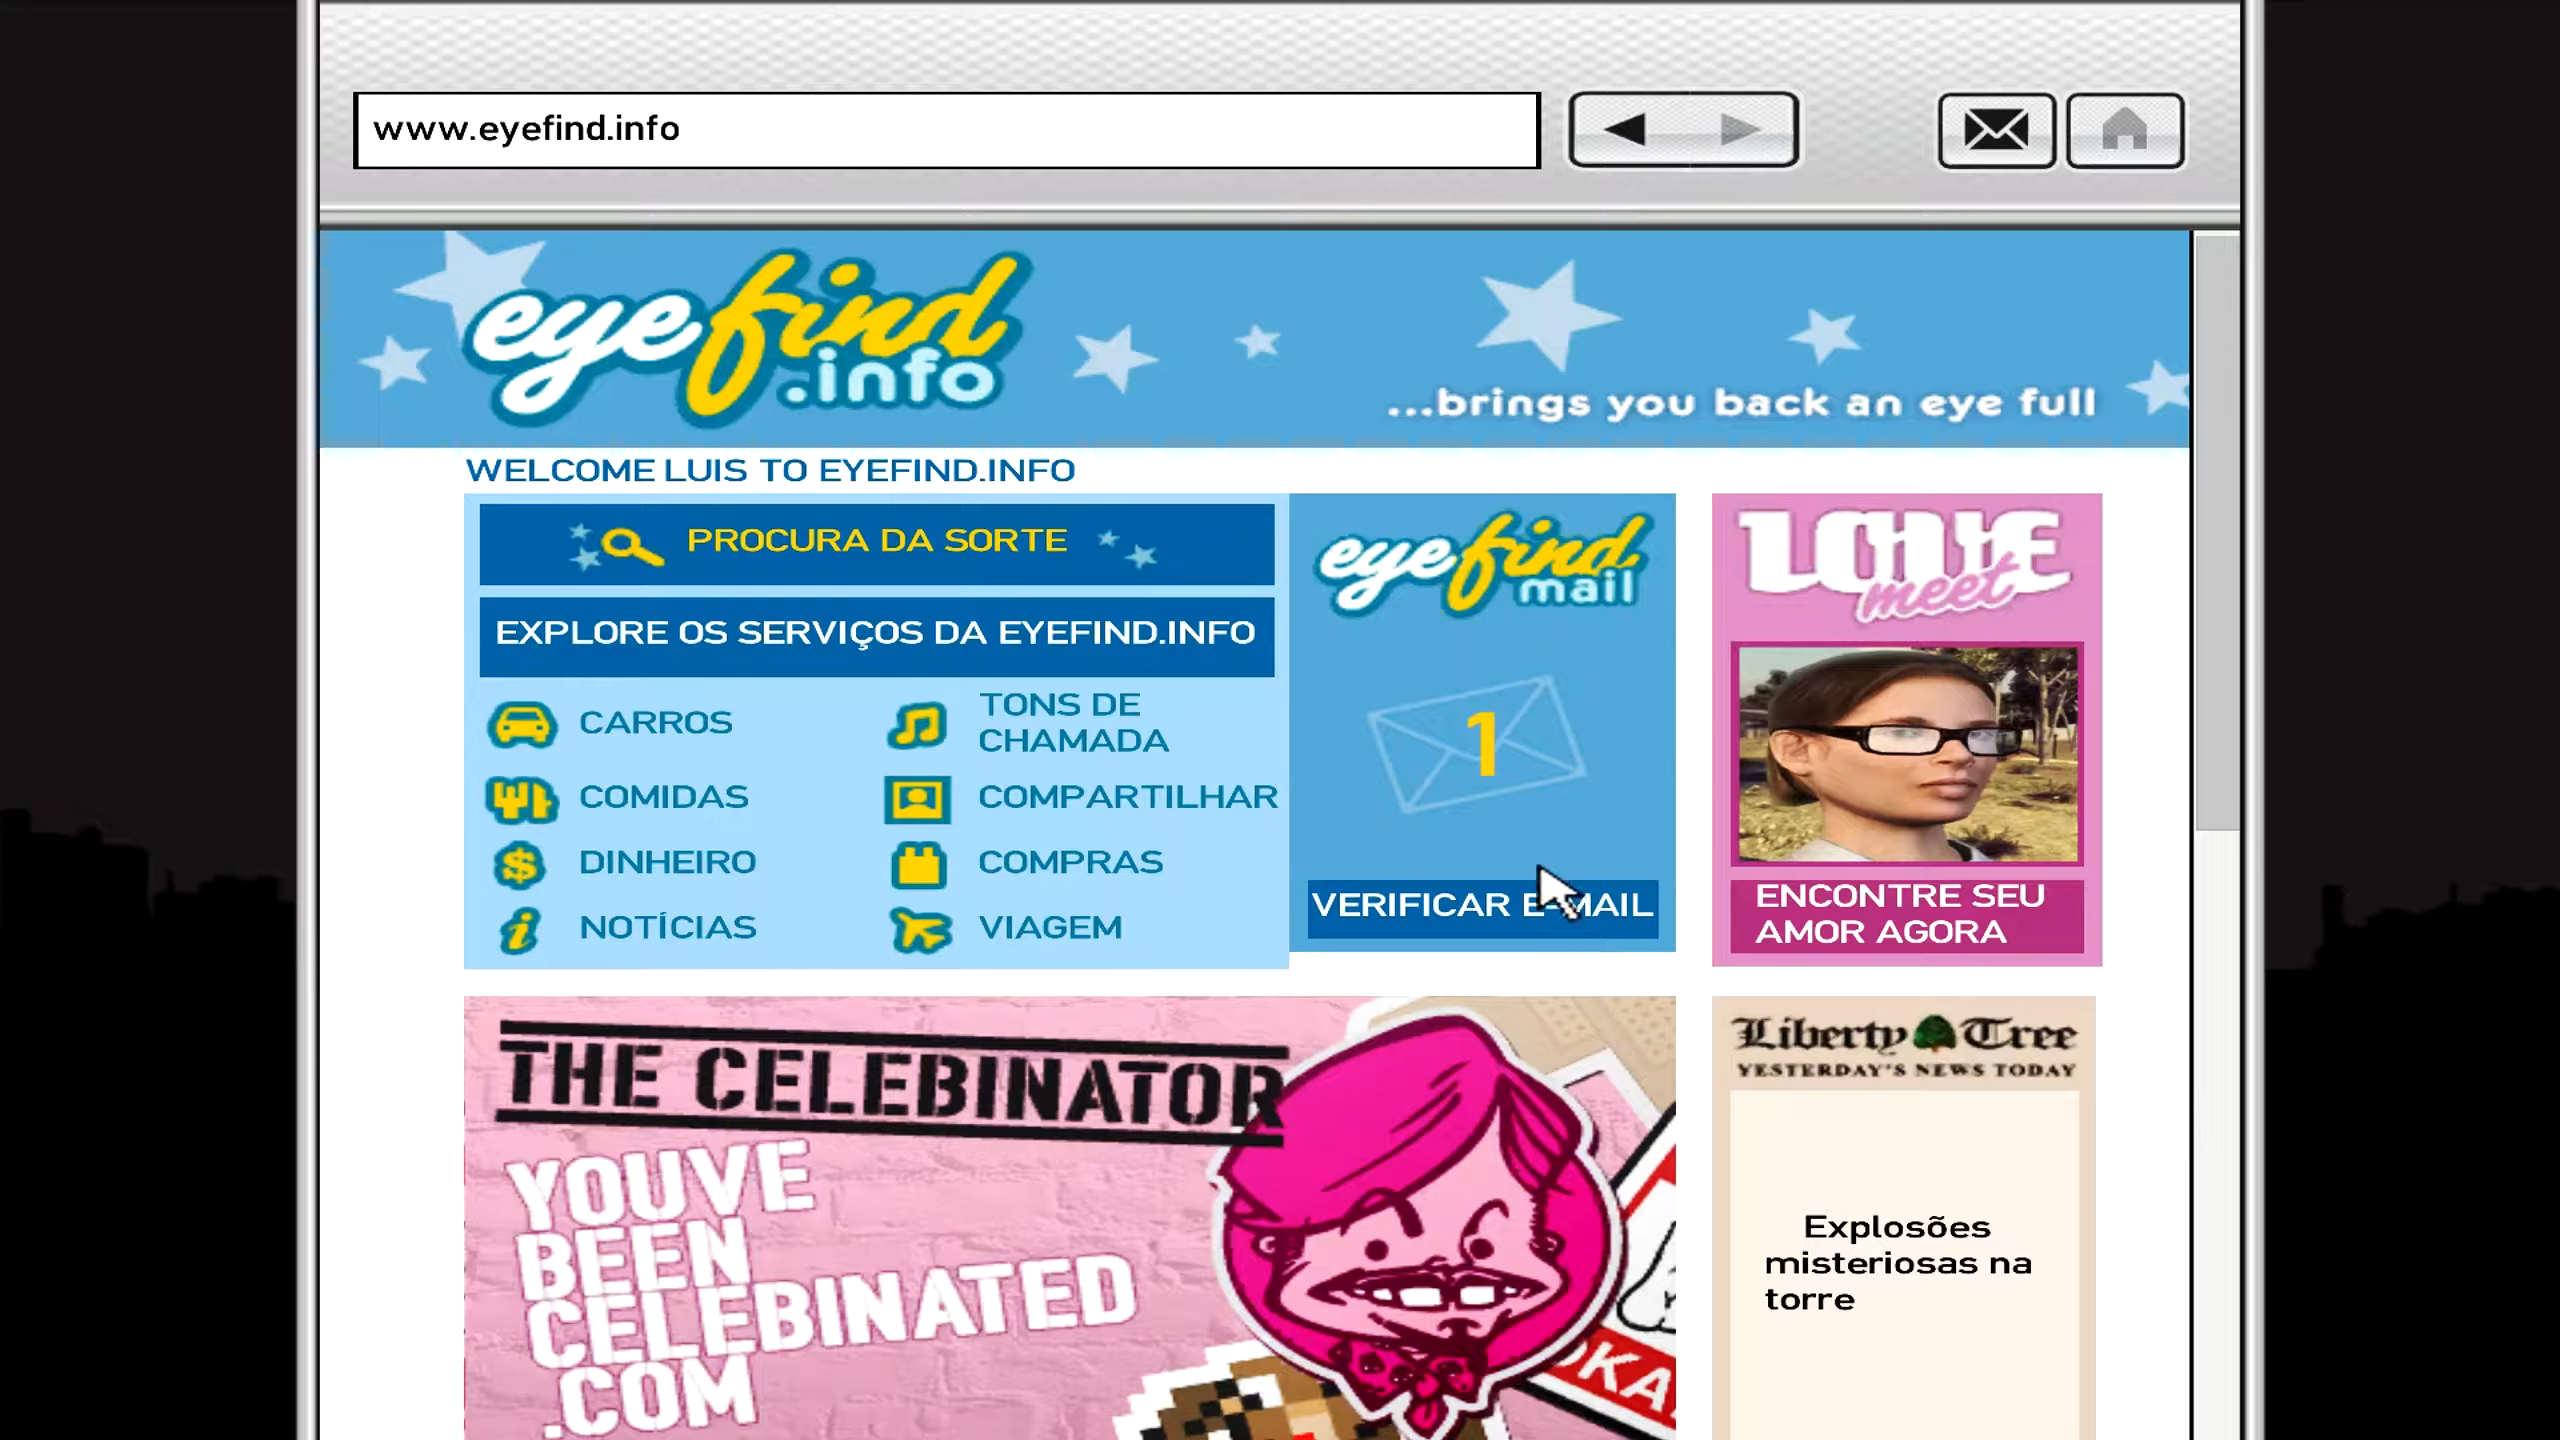 www.eyefind.info
eyefind
.info
...brings you back an eye full
WELCOME LUIS TO EYEFIND.INFO
PROCURA DA SORTE
EXPLORE OS SERVIÇOS DA EYEFIND.INFO
CARROS
TONS DE
CHAMADA
COMIDAS
COMPARTILHAR
DINHEIRO
COMPRAS
NOTÍCIAS
VIAGEM
eyefind
mail
1
VERIFICAR E-MAIL
LOVE
meet
ENCONTRE SEU
AMOR AGORA
THE CELEBINATOR
YOUVE
BEEN
CELEBINATED
.COM
Liberty Tree
YESTERDAY'S NEWS TODAY
Explosões
misteriosas na
torre